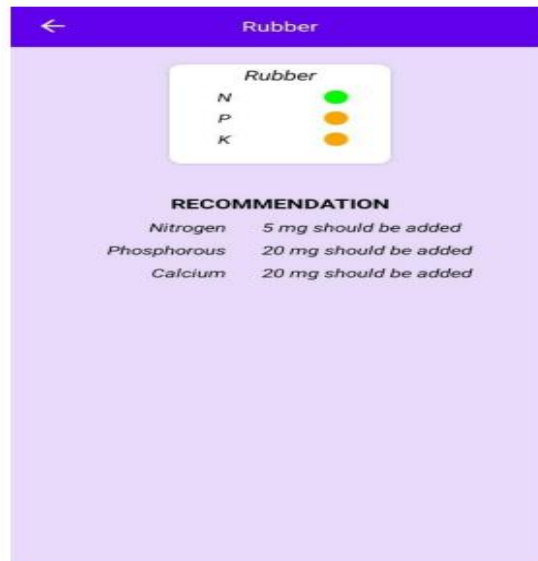 Rubber
Rubber
N
P
K
RECOMMENDATION
Nitrogen 5 mg should be added
Phosphorous 20 mg should be added
Calcium 20 mg should be added